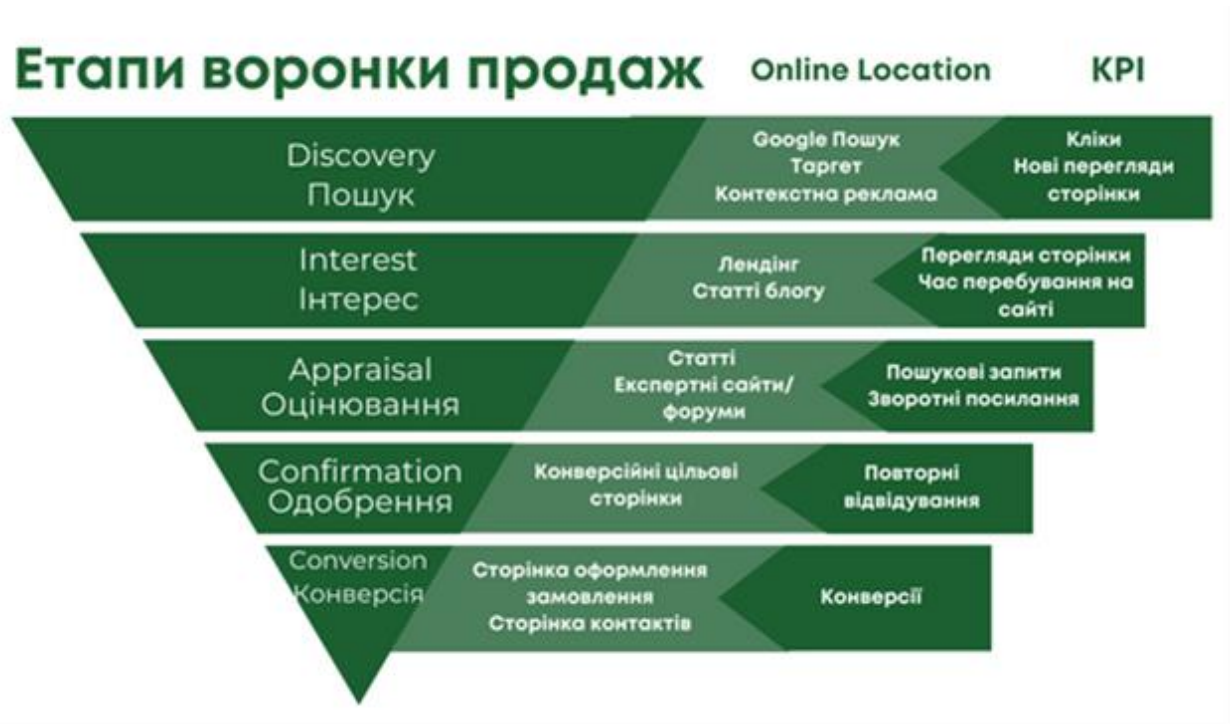 Етапи воронки продаж
Online Location
KPI
Discovery
Пошук
Google Пошук
Таргет
Контекстна реклама
Кліки
Нові перегляди
сторінки
Interest
Інтерес
Лендінг
Статті блогу
Перегляди сторінки
Час перебування на
сайті
Appraisal
Оцінювання
Статті
Експертні сайти/
форуми
Пошукові запити
Зворотні посилання
Confirmation
Одобрення
Конверсійні цільові
сторінки
Повторні
відвідування
Conversion
Конверсія
Сторінка оформлення
замовлення
Сторінка контактів
Конверсії